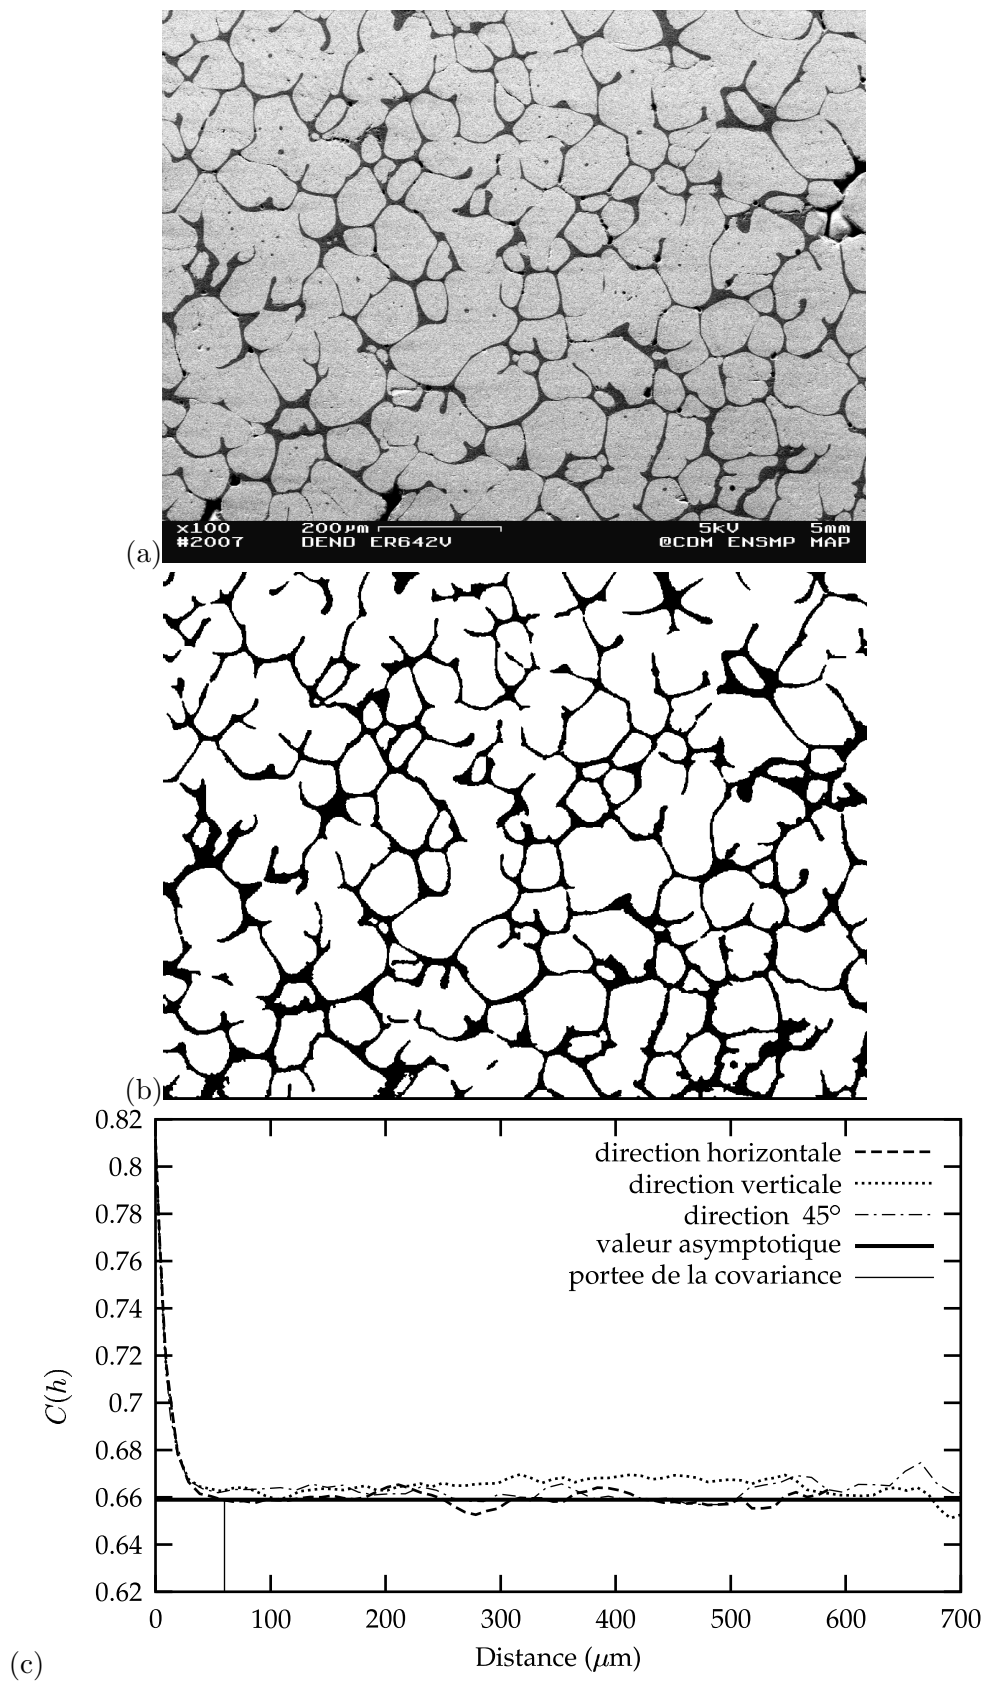 x100 200µm 5kV 5mm
#2007 DEND ER642V @CDM ENSMP MAP
(a)
(b)
0.82
0.8
0.78
0.76
0.74
0.72
0.7
0.68
0.66
0.64
0.62
C(h)
direction horizontale
direction verticale
direction 45°
valeur asymptotique
portee de la covariance
0 100 200 300 400 500 600 700
Distance (µm)
(c)